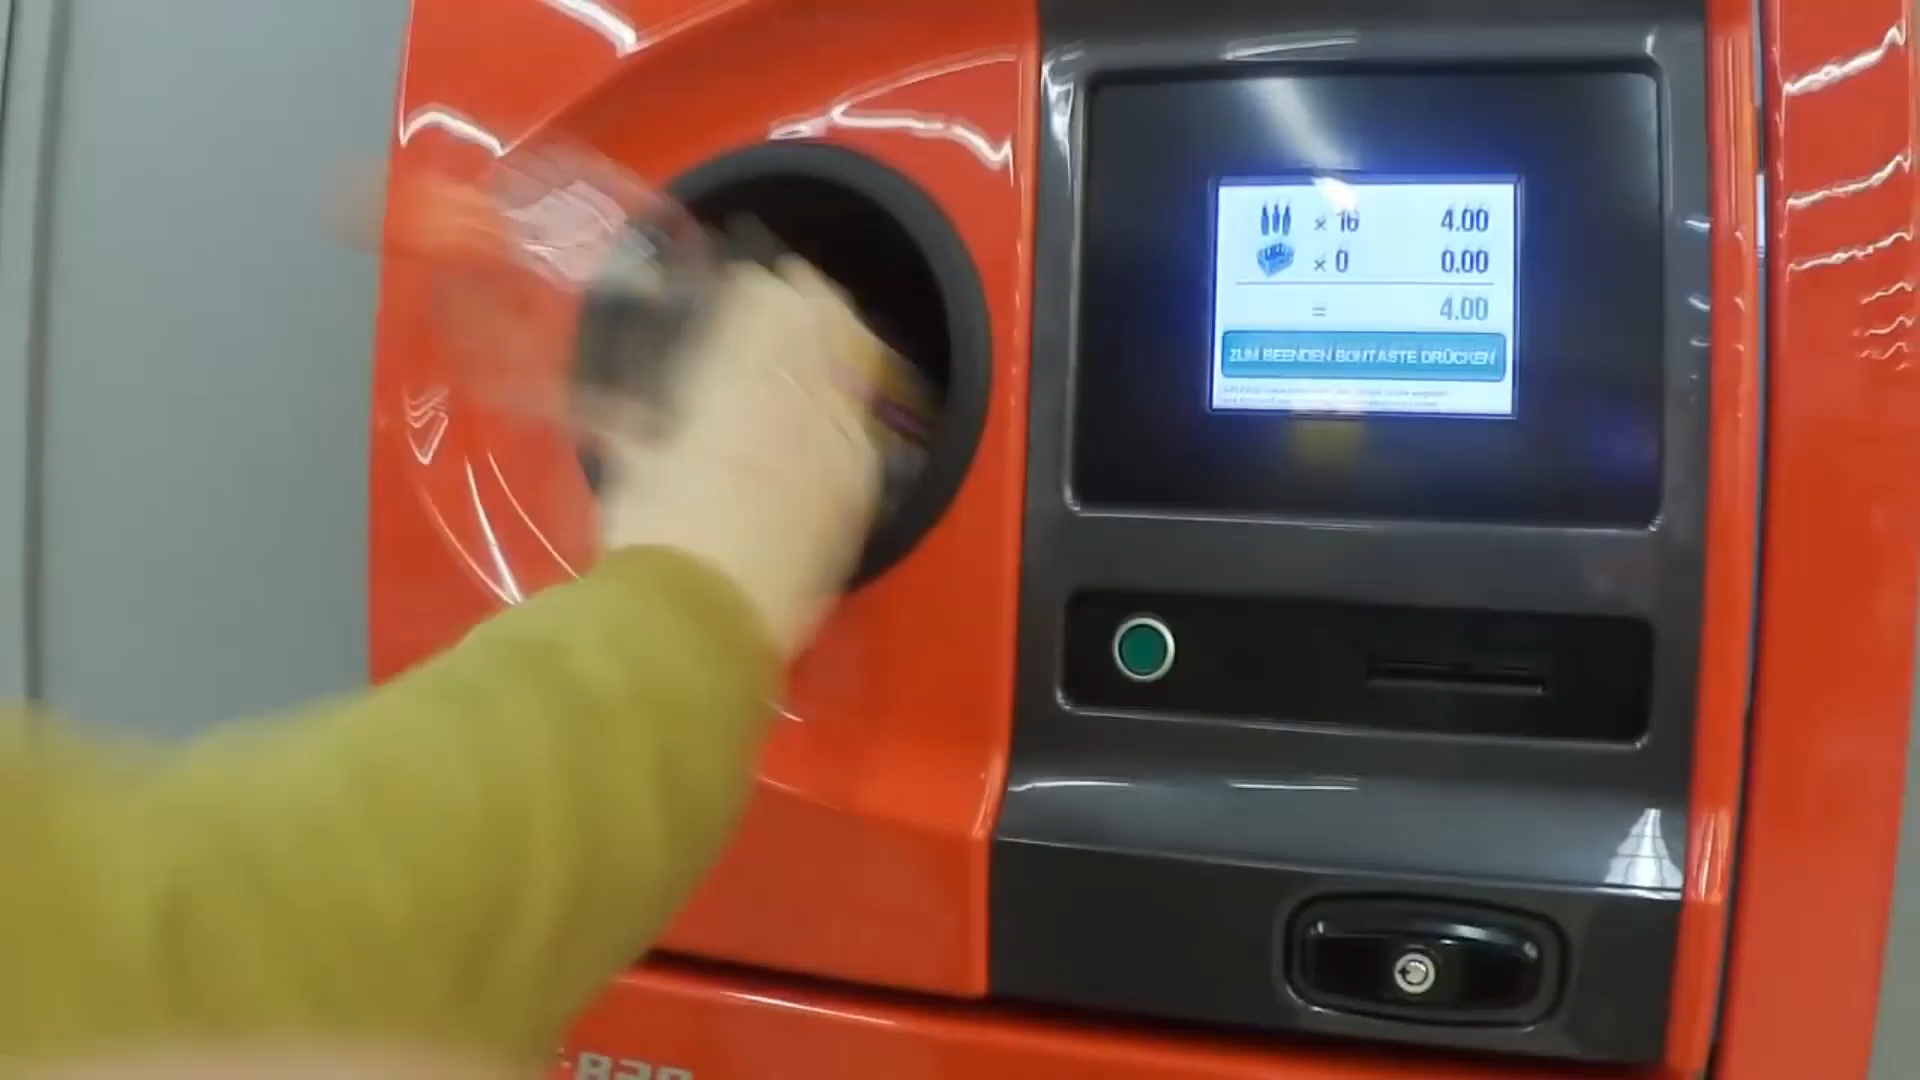 × 16 4.00
× 0 0.00
= 4.00
ZUM BEENDEN BONTASTE DRÜCKEN